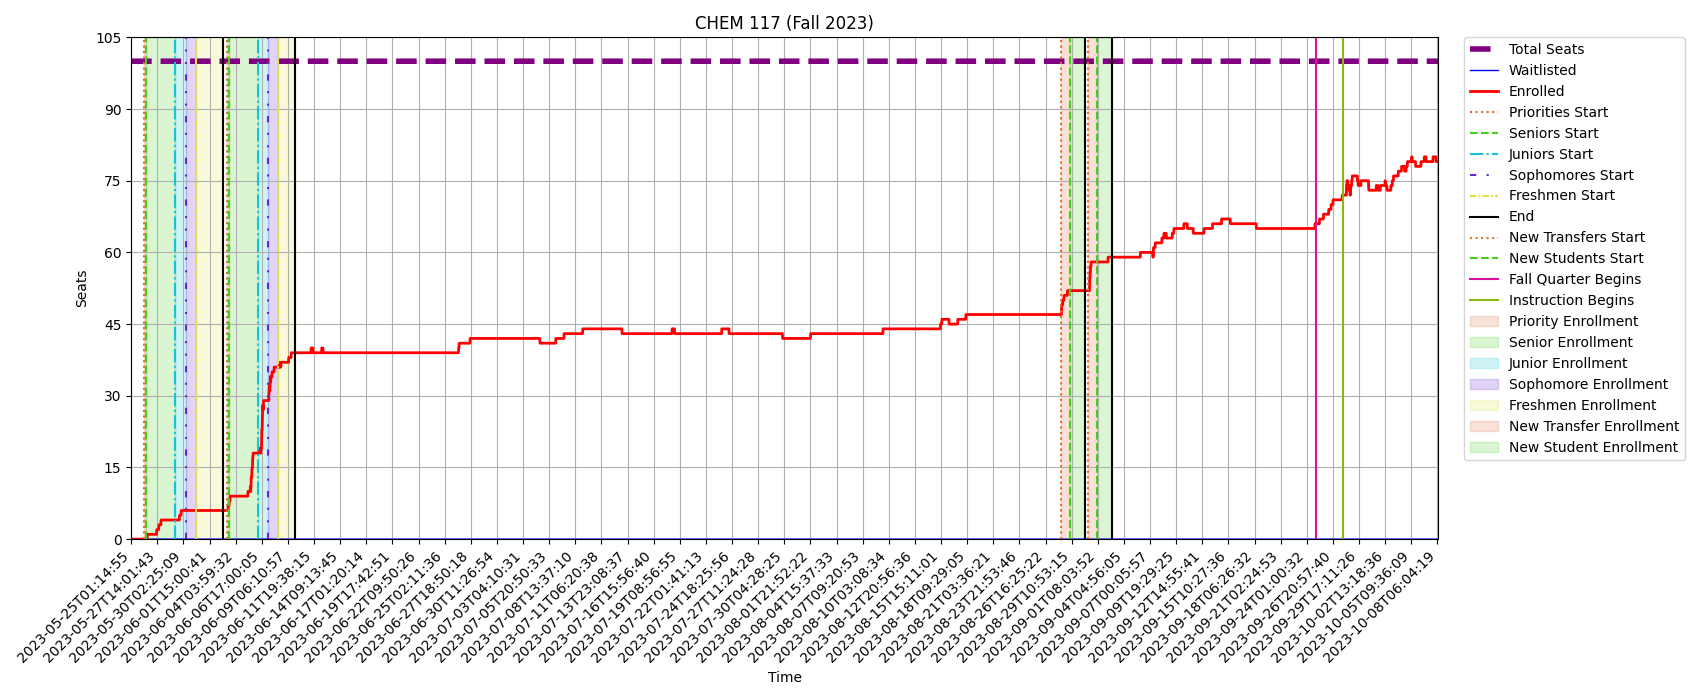 CHEM 117 (Fall 2023)
105
90
75
60
45
30
15
0
Seats
2023-05-25T01:14:55
2023-05-27T14:01:43
2023-05-30T02:25:09
2023-06-01T15:00:41
2023-06-04T03:59:32
2023-06-06T17:00:05
2023-06-09T06:10:57
2023-06-11T19:38:15
2023-06-14T09:13:45
2023-06-17T01:20:14
2023-06-19T17:42:51
2023-06-22T09:50:26
2023-06-25T02:11:36
2023-06-27T18:50:18
2023-06-30T11:26:54
2023-07-03T04:10:31
2023-07-05T20:50:33
2023-07-08T13:37:10
2023-07-11T06:20:38
2023-07-13T23:08:37
2023-07-16T15:56:40
2023-07-19T08:56:55
2023-07-22T01:41:13
2023-07-24T18:25:56
2023-07-27T11:24:28
2023-07-30T04:28:25
2023-08-01T21:52:22
2023-08-04T15:37:33
2023-08-07T09:20:53
2023-08-10T03:08:34
2023-08-12T20:56:36
2023-08-15T15:11:01
2023-08-18T09:29:05
2023-08-21T03:36:21
2023-08-23T21:53:46
2023-08-26T16:25:22
2023-08-29T10:53:15
2023-09-01T08:03:52
2023-09-04T04:56:05
2023-09-07T00:05:57
2023-09-09T19:29:25
2023-09-12T14:55:41
2023-09-15T10:27:36
2023-09-18T06:26:32
2023-09-21T02:24:53
2023-09-24T01:00:32
2023-09-26T20:57:40
2023-09-29T17:11:26
2023-10-02T13:18:36
2023-10-05T09:36:09
2023-10-08T06:04:19
Time
Total Seats
Waitlisted
Enrolled
Priorities Start
Seniors Start
Juniors Start
Sophomores Start
Freshmen Start
End
New Transfers Start
New Students Start
Fall Quarter Begins
Instruction Begins
Priority Enrollment
Senior Enrollment
Junior Enrollment
Sophomore Enrollment
Freshmen Enrollment
New Transfer Enrollment
New Student Enrollment